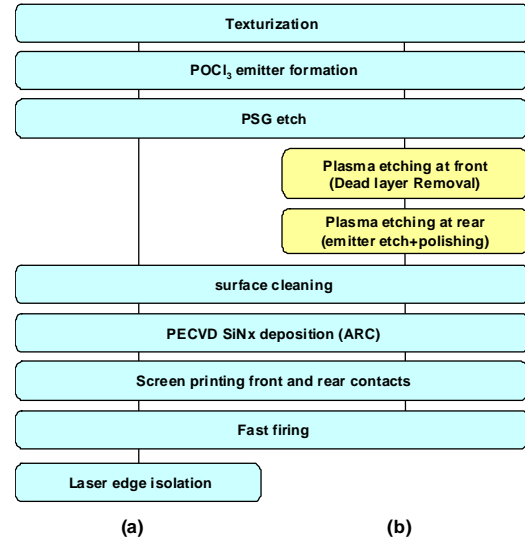 Texturization
POCl₃ emitter formation
PSG etch
Plasma etching at front
(Dead layer Removal)
Plasma etching at rear
(emitter etch+polishing)
surface cleaning
PECVD SiNx deposition (ARC)
Screen printing front and rear contacts
Fast firing
Laser edge isolation
(a) (b)